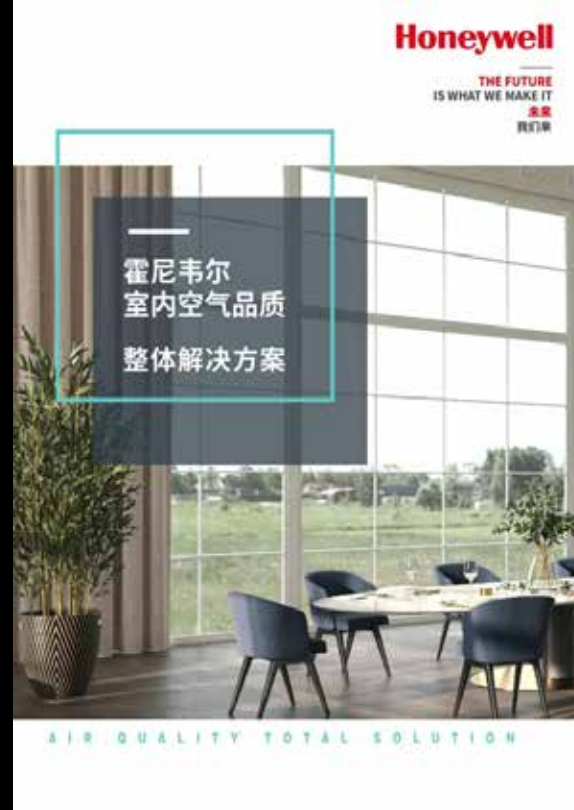 Honeywell
THE FUTURE
IS WHAT WE MAKE IT
未来
我们来
霍尼韦尔
室内空气品质
整体解决方案
AIR QUALITY TOTAL SOLUTION